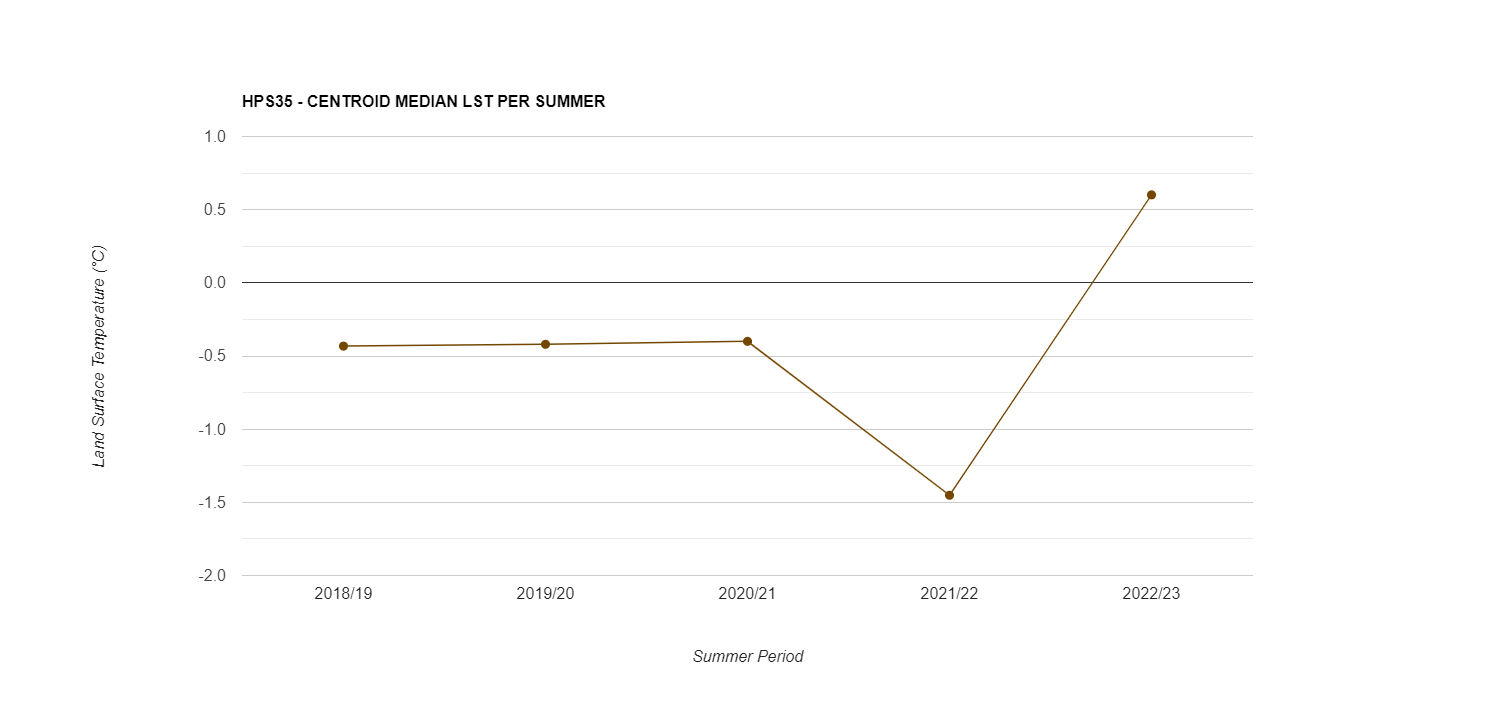 HPS35 - CENTROID MEDIAN LST PER SUMMER
1.0
0.5
0.0
-0.5
-1.0
-1.5
-2.0
Land Surface Temperature (°C)
2018/19 2019/20 2020/21 2021/22 2022/23
Summer Period